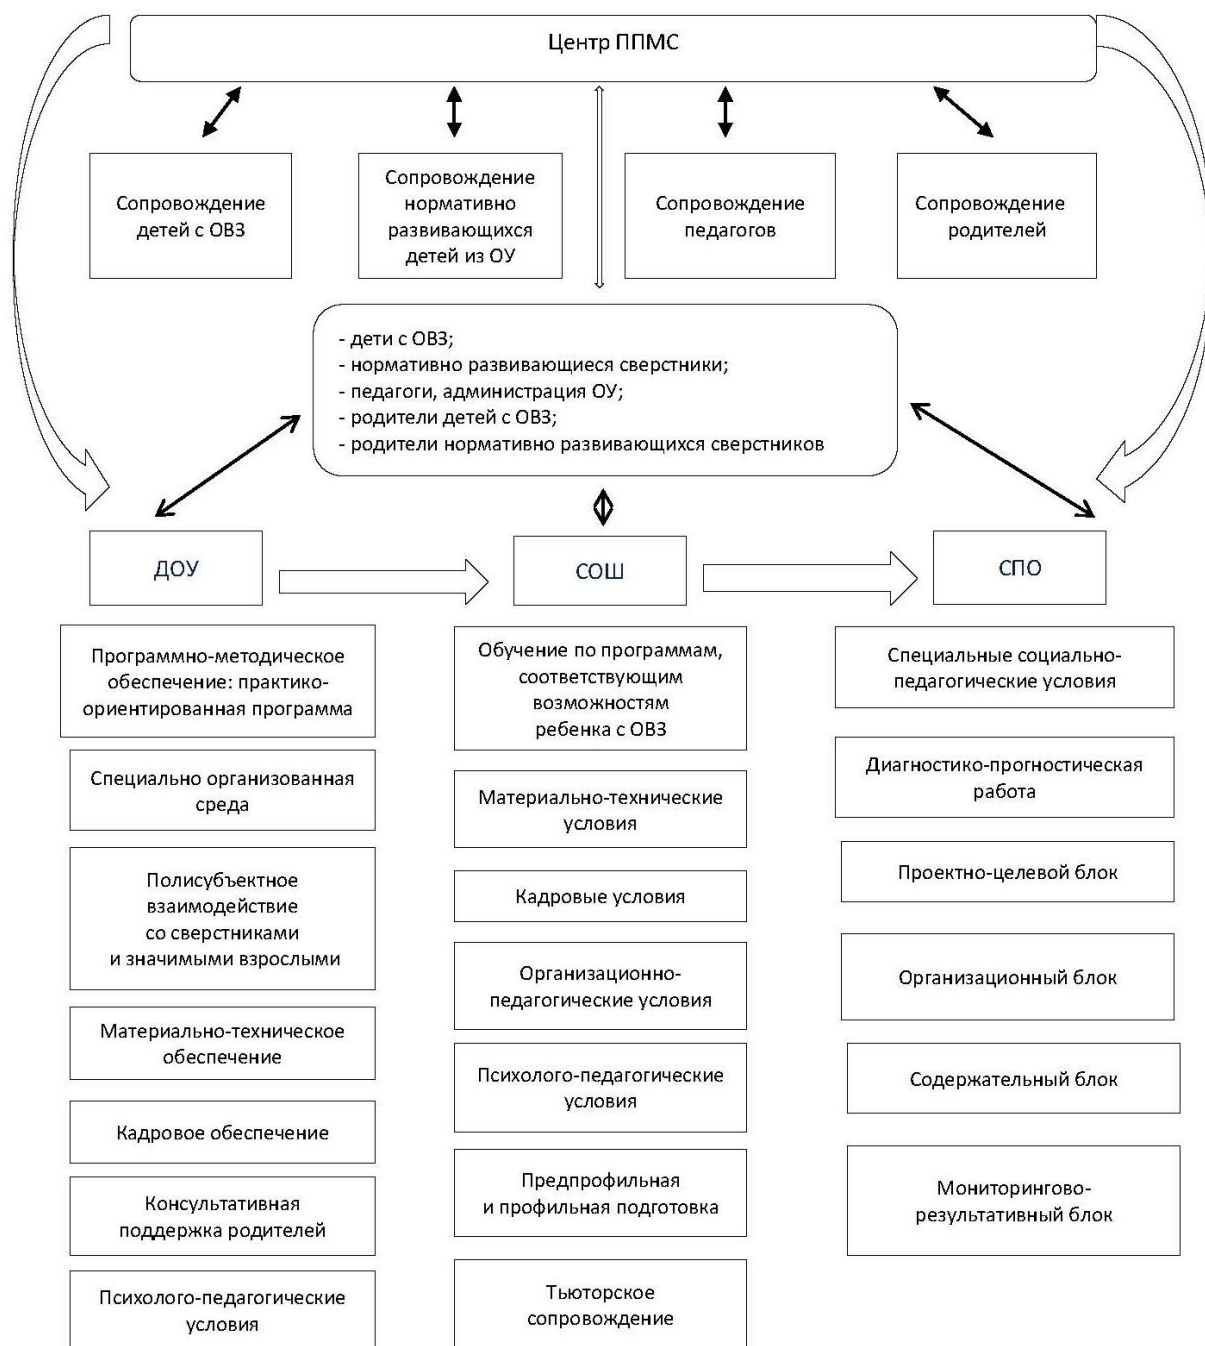 Центр ППМС
Сопровождение
детей с ОВЗ
Сопровождение
нормативно
развивающихся
детей из ОУ
Сопровождение
педагогов
Сопровождение
родителей
- дети с ОВЗ;
- нормативно развивающиеся сверстники;
- педагоги, администрация ОУ;
- родители детей с ОВЗ;
- родители нормативно развивающихся сверстников
ДОУ
СОШ
СПО
Программно-методическое
обеспечение: практико-
ориентированная программа
Специально организованная
среда
Полисубъектное
взаимодействие
со сверстниками
и значимыми взрослыми
Материально-техническое
обеспечение
Кадровое обеспечение
Консультативная
поддержка родителей
Психолого-педагогические
условия
Обучение по программам,
соответствующим
возможностям
ребенка с ОВЗ
Материально-технические
условия
Кадровые условия
Организационно-
педагогические условия
Психолого-педагогические
условия
Предпрофильная
и профильная подготовка
Тьюторское
сопровождение
Специальные социально-
педагогические условия
Диагностико-прогностическая
работа
Проектно-целевой блок
Организационный блок
Содержательный блок
Мониторингово-
результативный блок